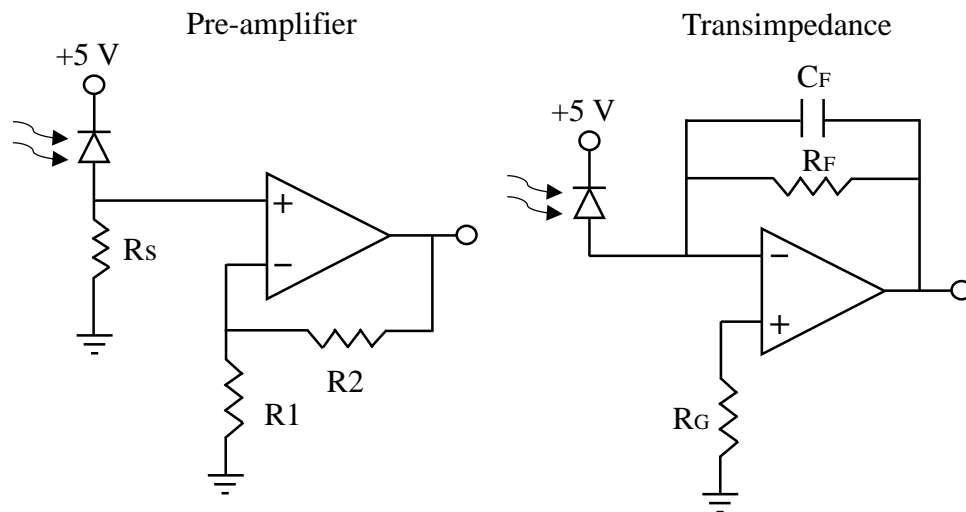 Pre-amplifier
+5 V
Rs
+
−
R2
R1
Transimpedance
CF
+5 V
RF
−
+
RG